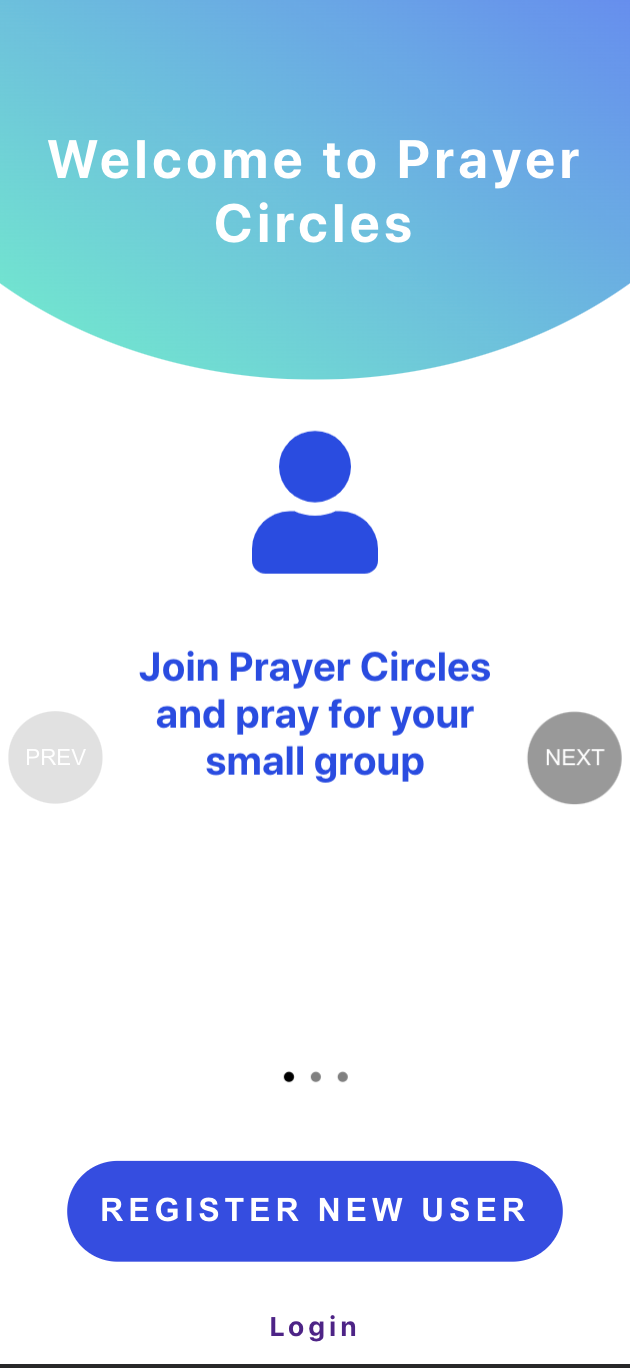 Welcome to Prayer
Circles
Join Prayer Circles
and pray for your
small group
PREV
NEXT
REGISTER NEW USER
Login